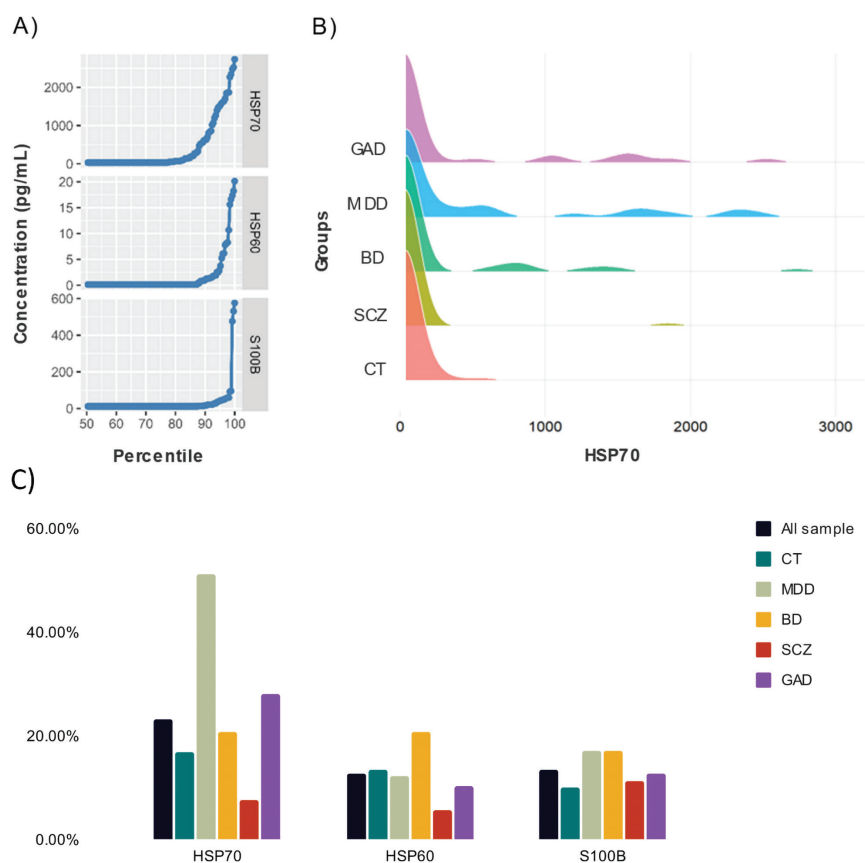 A)
Concentration (pg/mL)
2000
1000
0
HSP70
20
15
10
5
0
HSP60
600
400
200
0
S100B
50 60 70 80 90 100
Percentile
B)
Groups
GAD
MDD
BD
SCZ
CT
0 1000 2000 3000
HSP70
C)
60.00%
40.00%
20.00%
0.00%
HSP70 HSP60 S100B
All sample
CT
MDD
BD
SCZ
GAD